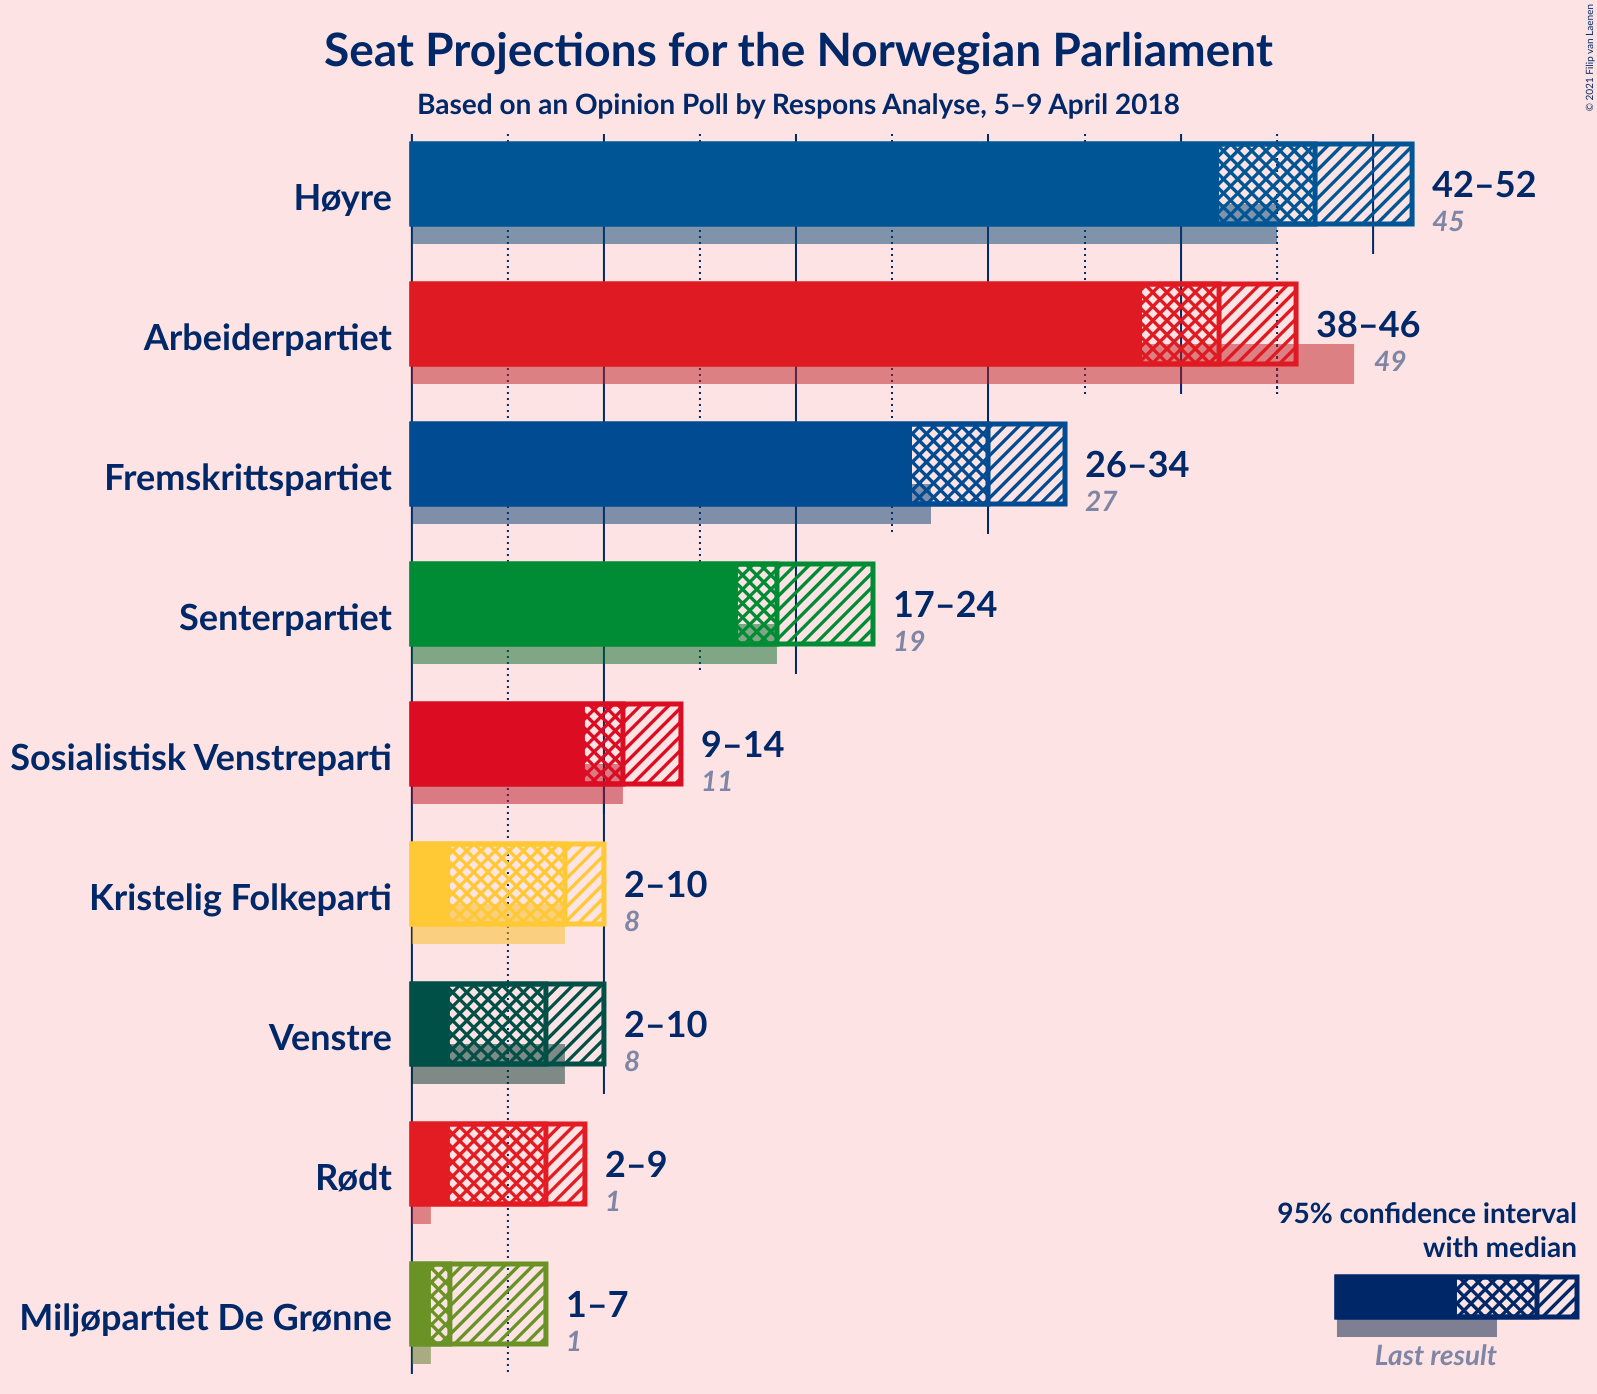 Seat Projections for the Norwegian Parliament
Based on an Opinion Poll by Respons Analyse, 5–9 April 2018
© 2021 Filip van Laenen
Høyre
42–52
45
Arbeiderpartiet
38–46
49
Fremskrittspartiet
26–34
27
Senterpartiet
17–24
19
Sosialistisk Venstreparti
9–14
11
Kristelig Folkeparti
2–10
8
Venstre
2–10
8
Rødt
2–9
1
Miljøpartiet De Grønne
1–7
1
95% confidence interval
with median
Last result